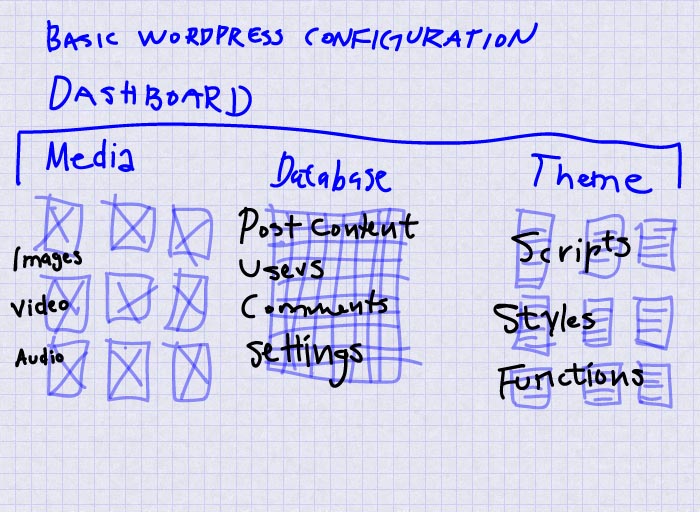 BASIC WORDPRESS CONFIGURATION
DASHBOARD
Media
Images
Video
Audio
Database
Post Content
Users
Comments
settings
Theme
Scripts
Styles
Functions